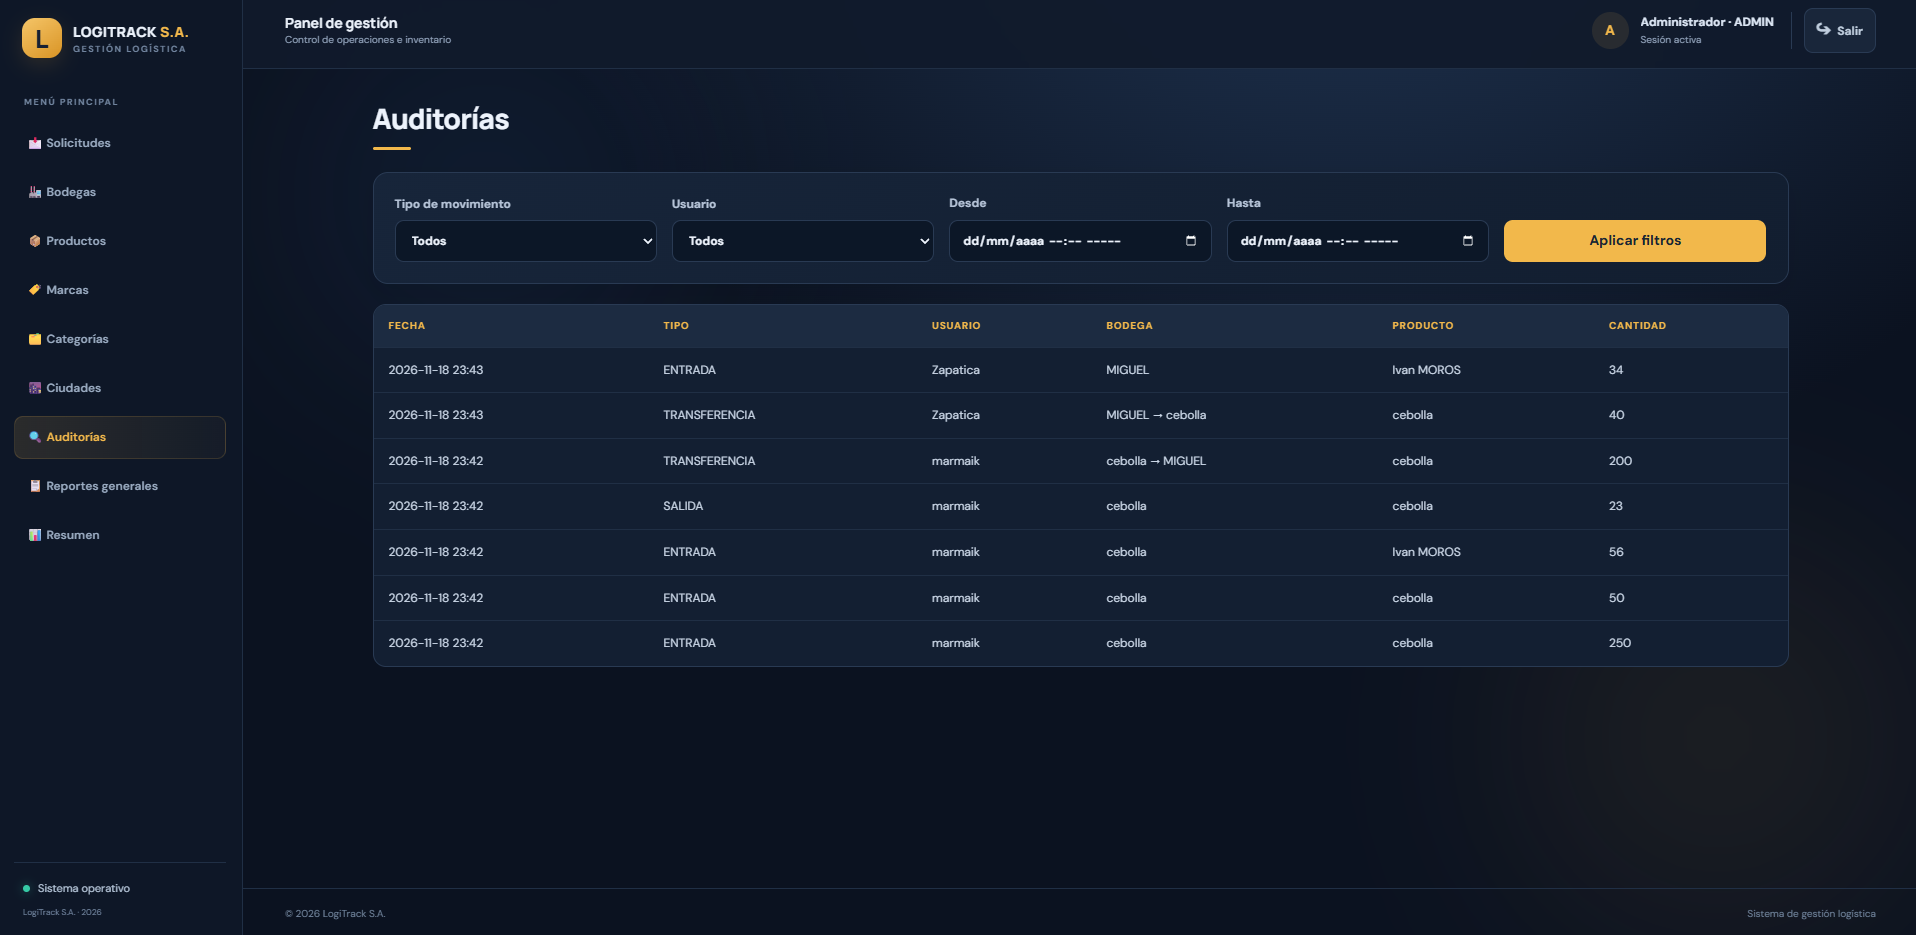 L
LOGITRACK S.A.
GESTIÓN LOGÍSTICA
MENÚ PRINCIPAL
Solicitudes
Bodegas
Productos
Marcas
Categorías
Ciudades
Auditorías
Reportes generales
Resumen
Sistema operativo
LogiTrack S.A. · 2026
Panel de gestión
Control de operaciones e inventario
A
Administrador · ADMIN
Sesión activa
Salir
Auditorías
Tipo de movimiento Usuario Desde Hasta
Todos Todos dd/mm/aaaa --:-- ----- dd/mm/aaaa --:-- ----- Aplicar filtros
FECHA TIPO USUARIO BODEGA PRODUCTO CANTIDAD
2026-11-18 23:43 ENTRADA Zapatica MIGUEL Ivan MOROS 34
2026-11-18 23:43 TRANSFERENCIA Zapatica MIGUEL → cebolla cebolla 40
2026-11-18 23:42 TRANSFERENCIA marmaik cebolla → MIGUEL cebolla 200
2026-11-18 23:42 SALIDA marmaik cebolla cebolla 23
2026-11-18 23:42 ENTRADA marmaik cebolla Ivan MOROS 56
2026-11-18 23:42 ENTRADA marmaik cebolla cebolla 50
2026-11-18 23:42 ENTRADA marmaik cebolla cebolla 250
© 2026 LogiTrack S.A.
Sistema de gestión logística